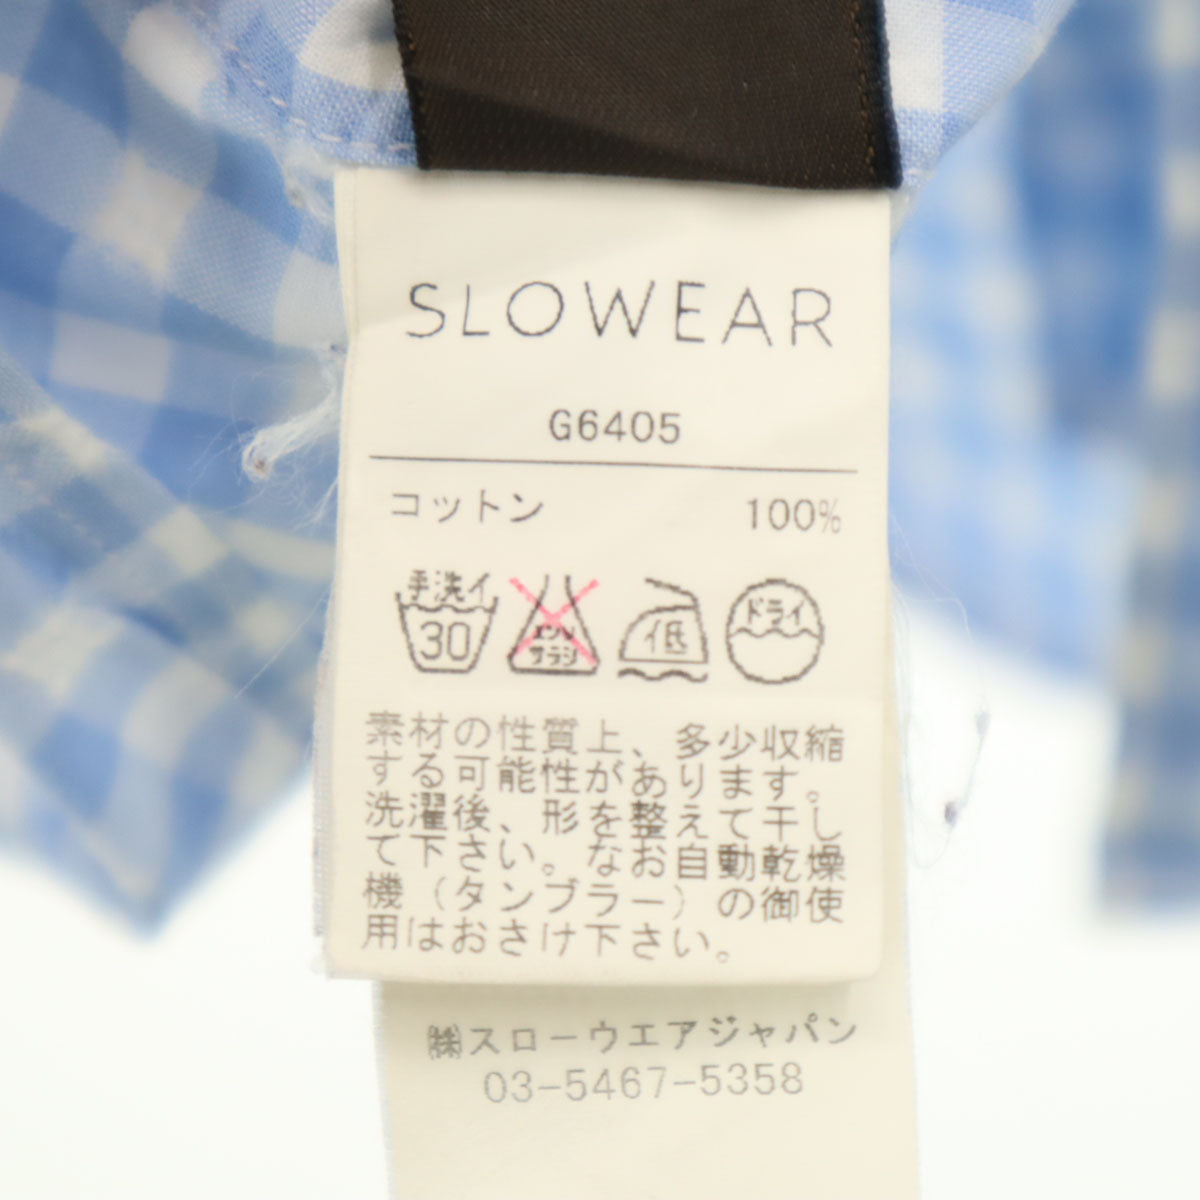 SLOWEAR
G6405
コットン 100%
手洗イ 30 エンソ サラシ 低 ドライ
素材の性質上、多少収縮
する可能性があります。
洗濯後、形を整えて干し
て下さい。なお自動乾燥
機（タンブラー）の御使
用はおさけ下さい。
㈱スローウエアジャパン
03-5467-5358